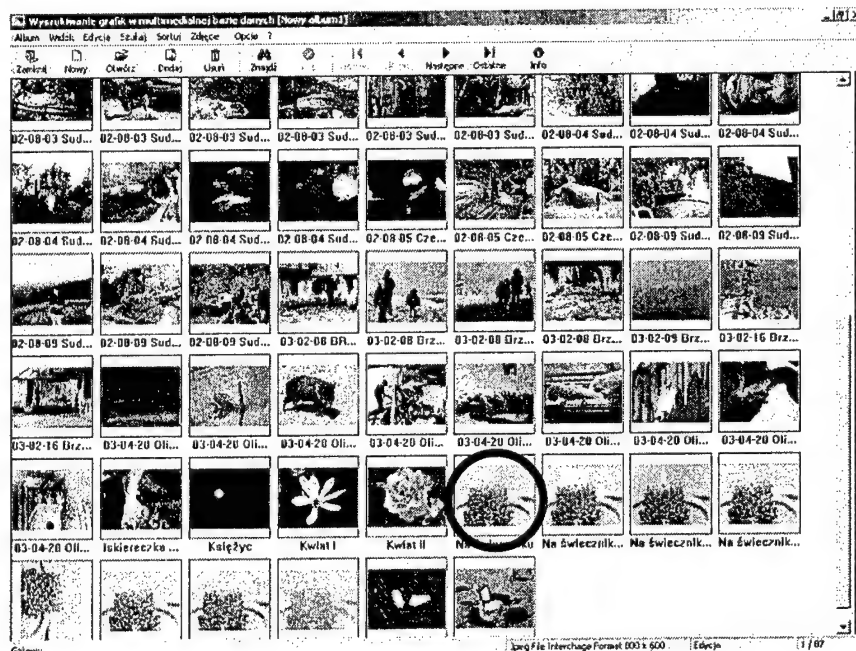 Wyszukiwanie grafik w multimedialnej bazie danych [Nowy album1]
Album Widok Edycja Szukaj Sortuj Zdjęcie Opcje ?
Zamknij Nowy Otwórz Dodaj Usuń Znajdź Następne Ostatnie Info
02-08-03 Sud... 02-08-03 Sud... 02-08-03 Sud... 02-08-03 Sud... 02-08-03 Sud... 02-08-03 Sud... 02-08-04 Sud... 02-08-04 Sud... 02-08-04 Sud...
02-08-04 Sud... 02-08-04 Sud... 02-08-04 Sud... 02-08-04 Sud... 02-08-05 Cze... 02-08-05 Cze... 02-08-05 Cze... 02-08-09 Sud... 02-08-09 Sud...
02-08-09 Sud... 02-08-09 Sud... 02-08-09 Sud... 03-02-08 BR... 03-02-08 Brz... 03-02-08 Brz... 03-02-08 Brz... 03-02-09 Brz... 03-02-16 Brz...
03-02-16 Brz... 03-04-20 Oli... 03-04-20 Oli... 03-04-20 Oli... 03-04-20 Oli... 03-04-20 Oli... 03-04-20 Oli... 03-04-20 Oli... 03-04-20 Oli...
03-04-20 Oli... Iskiereczka ... Księżyc Kwiat I Kwiat II Na świeczniku Na świecznik... Na świecznik... Na świecznik...
Jpeg File Interchage Format 800 x 600 Edycja 1 / 87